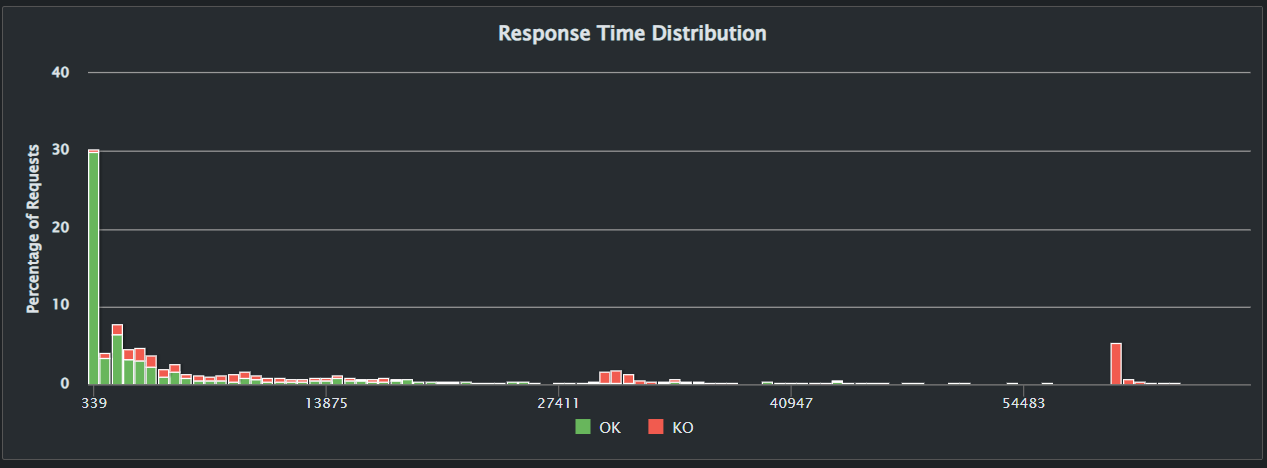 Response Time Distribution
Percentage of Requests
40
30
20
10
0
339 13875 27411 40947 54483
OK KO